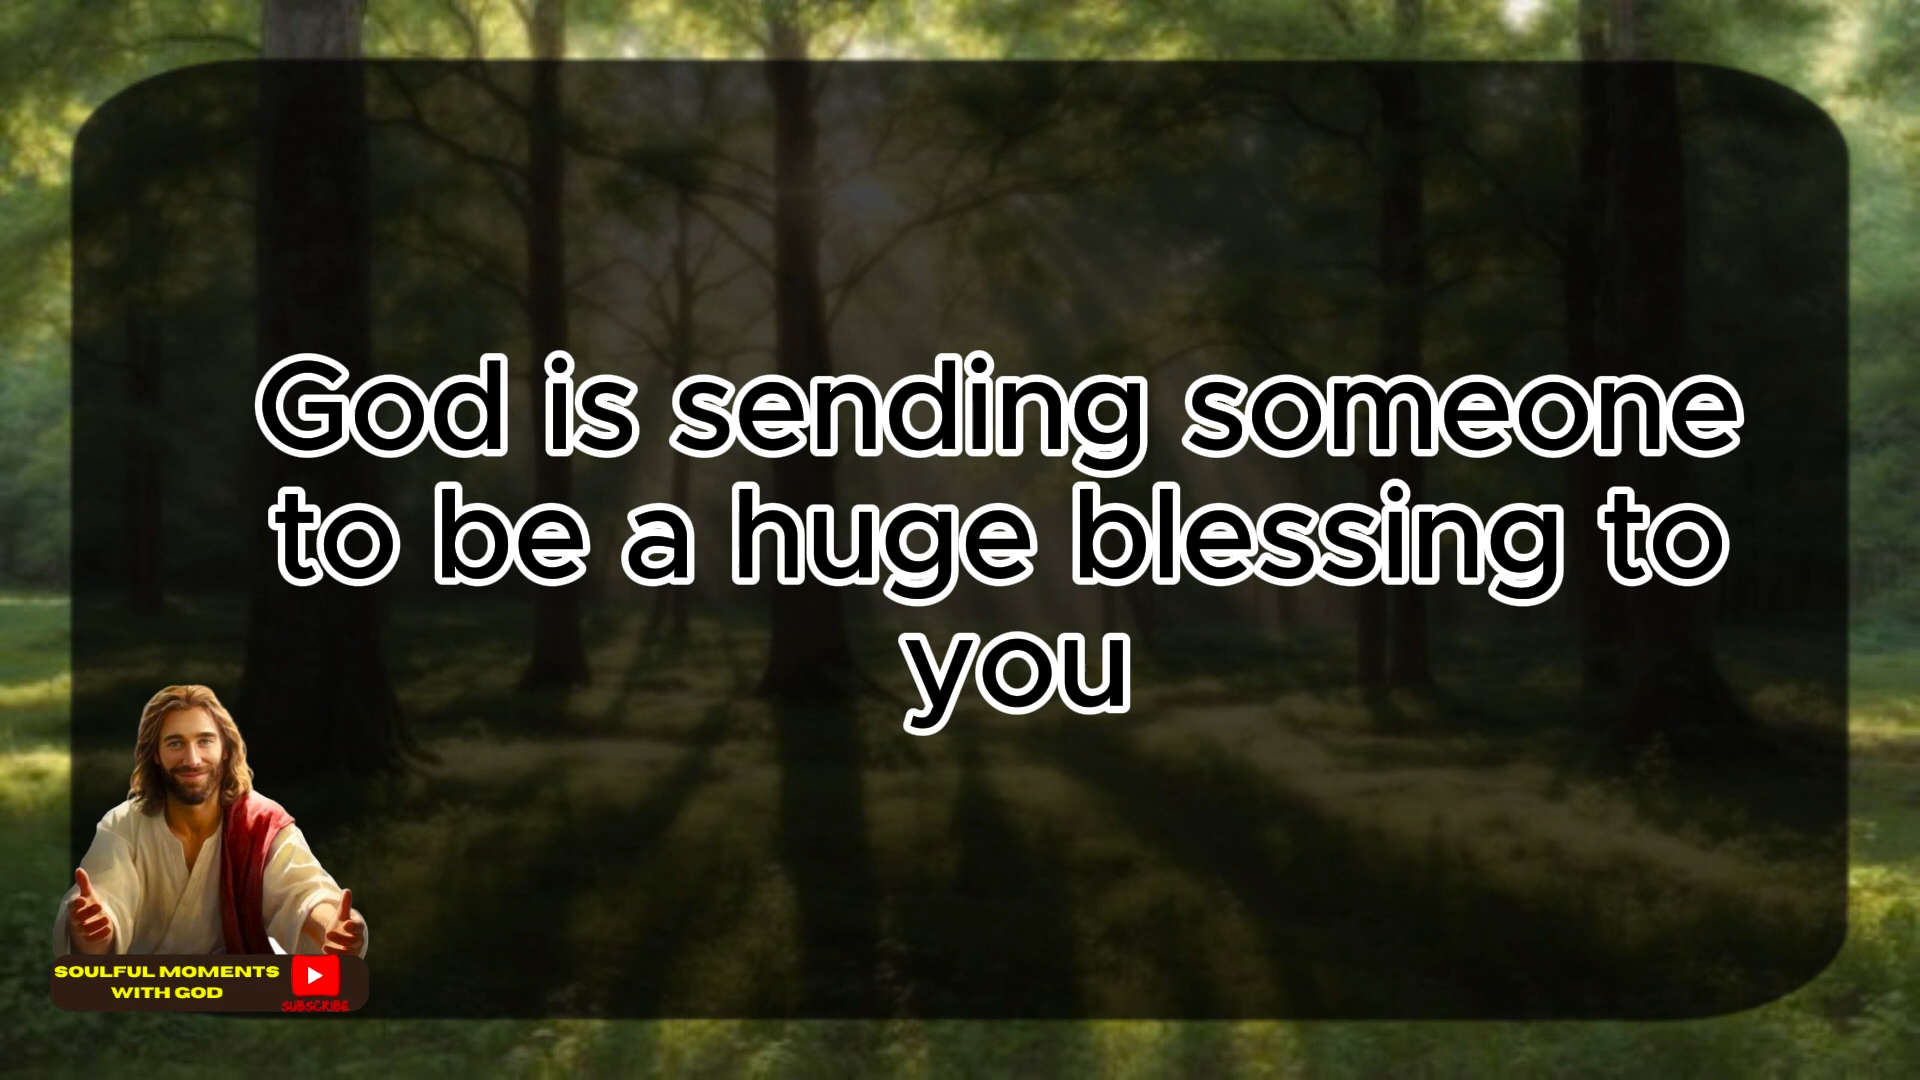 God is sending someone
to be a huge blessing to
you
SOULFUL MOMENTS
WITH GOD
SUBSCRIBE